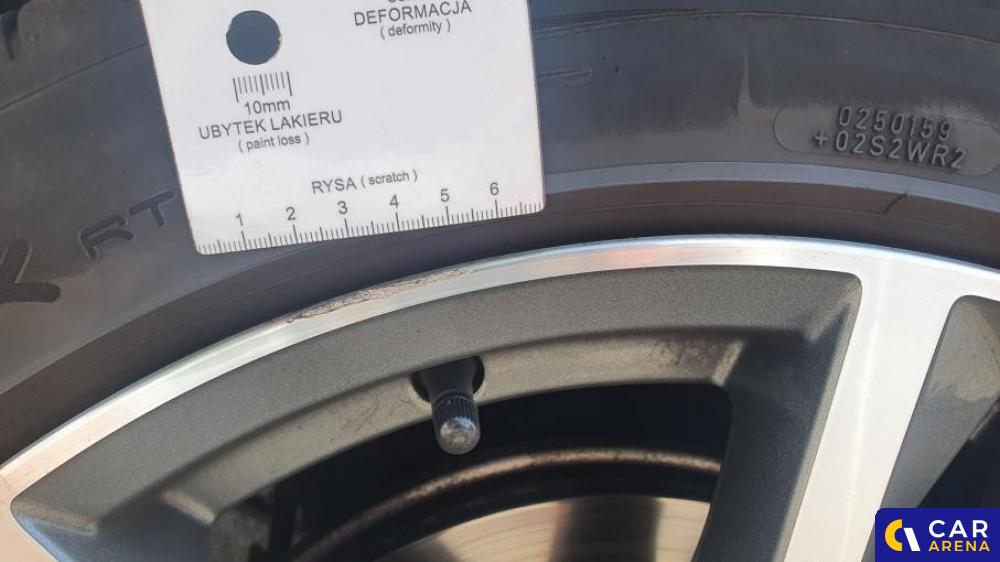 DEFORMACJA
( deformity )
10mm
UBYTEK LAKIERU
( paint loss )
RYSA ( scratch )
1 2 3 4 5 6
0250159
+02S2WR2
RT
CAR
ARENA